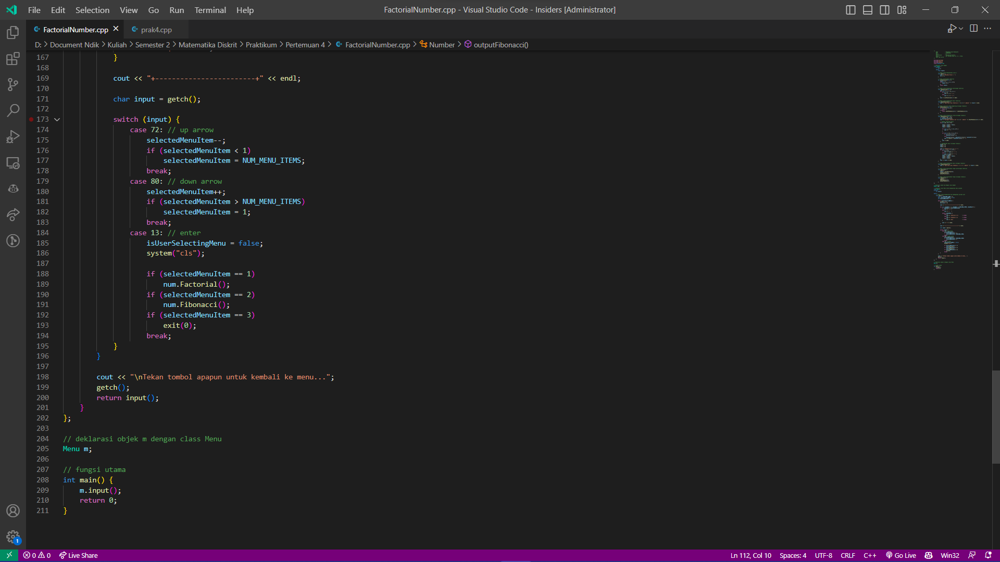 File Edit Selection View Go Run Terminal Help
FactorialNumber.cpp - Visual Studio Code - Insiders [Administrator]
FactorialNumber.cpp
prak4.cpp
D: > Document Ndik > Kuliah > Semester 2 > Matematika Diskrit > Praktikum > Pertemuan 4 > FactorialNumber.cpp > Number > outputFibonacci()
167 }
168
169 cout << "+------------------------+" << endl;
170
171 char input = getch();
172
173 switch (input) {
174 case 72: // up arrow
175 selectedMenuItem--;
176 if (selectedMenuItem < 1)
177 selectedMenuItem = NUM_MENU_ITEMS;
178 break;
179 case 80: // down arrow
180 selectedMenuItem++;
181 if (selectedMenuItem > NUM_MENU_ITEMS)
182 selectedMenuItem = 1;
183 break;
184 case 13: // enter
185 isUserSelectingMenu = false;
186 system("cls");
187
188 if (selectedMenuItem == 1)
189 num.Factorial();
190 if (selectedMenuItem == 2)
191 num.Fibonacci();
192 if (selectedMenuItem == 3)
193 exit(0);
194 break;
195 }
196 }
197
198 cout << "\nTekan tombol apapun untuk kembali ke menu...";
199 getch();
200 return input();
201 }
202 };
203
204 // deklarasi objek m dengan class Menu
205 Menu m;
206
207 // fungsi utama
208 int main() {
209 m.input();
210 return 0;
211 }
1
0 0 Live Share
Ln 112, Col 10 Spaces: 4 UTF-8 CRLF C++ Go Live Win32